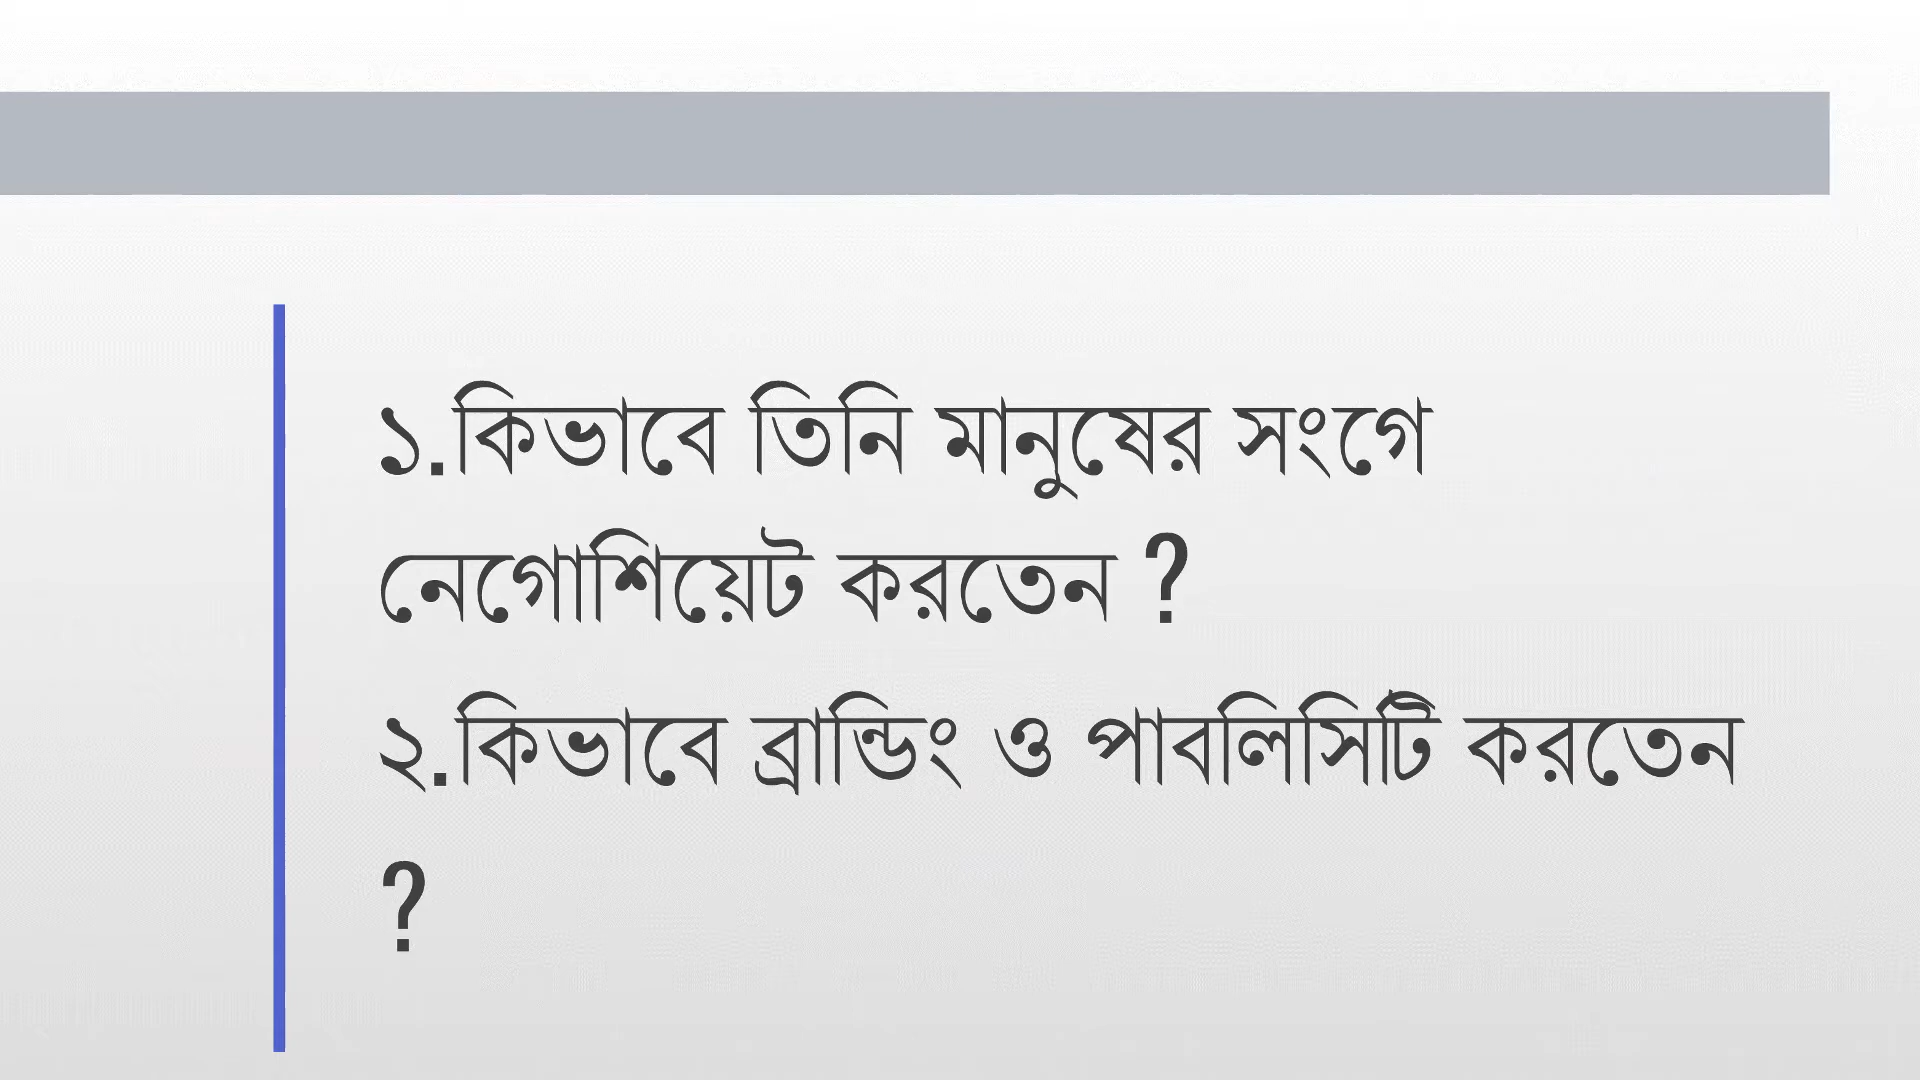 ১.কিভাবে তিনি মানুষের সংগে
নেগোশিয়েট করতেন ?
২.কিভাবে ব্রান্ডিং ও পাবলিসিটি করতেন
?